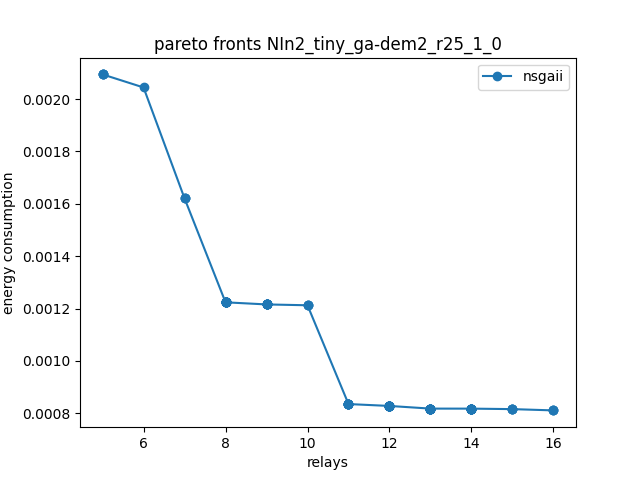 pareto fronts NIn2_tiny_ga-dem2_r25_1_0
nsgaii
energy consumption
0.0020
0.0018
0.0016
0.0014
0.0012
0.0010
0.0008
6 8 10 12 14 16
relays